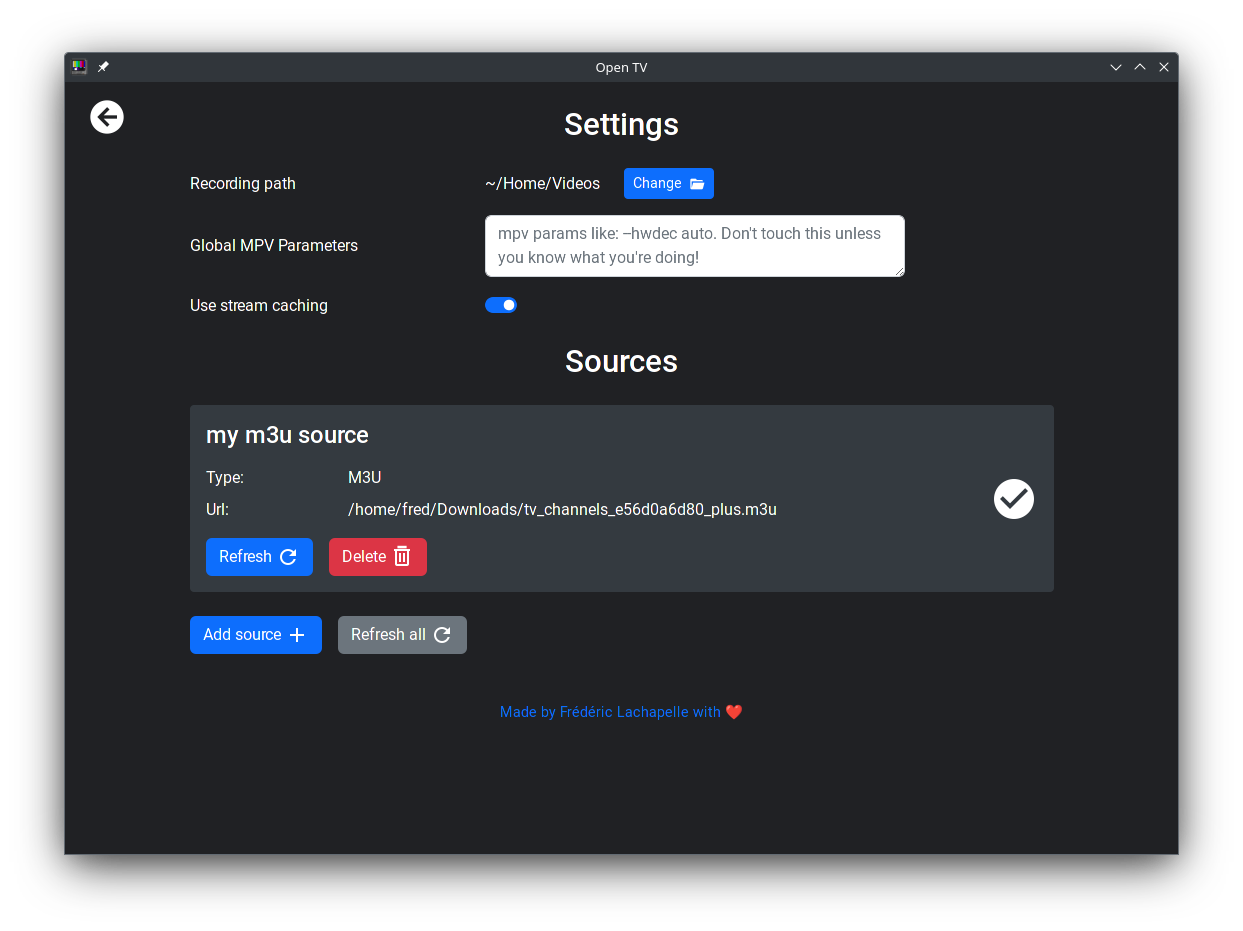 Open TV
Settings
Recording path ~/Home/Videos Change
Global MPV Parameters
mpv params like: --hwdec auto. Don't touch this unless
you know what you're doing!
Use stream caching
Sources
my m3u source
Type: M3U
Url: /home/fred/Downloads/tv_channels_e56d0a6d80_plus.m3u
Refresh Delete
Add source Refresh all
Made by Frédéric Lachapelle with ❤️